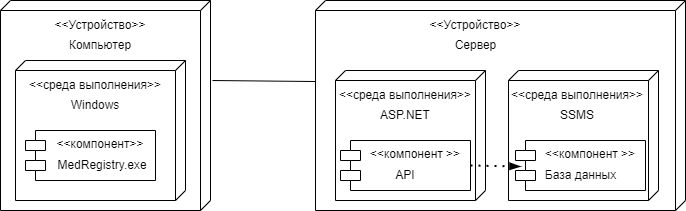 <<Устройство>>
Компьютер
<<среда выполнения>>
Windows
<<компонент>>
MedRegistry.exe
<<Устройство>>
Сервер
<<среда выполнения>>
ASP.NET
<<компонент >>
API
<<среда выполнения>>
SSMS
<<компонент >>
База данных